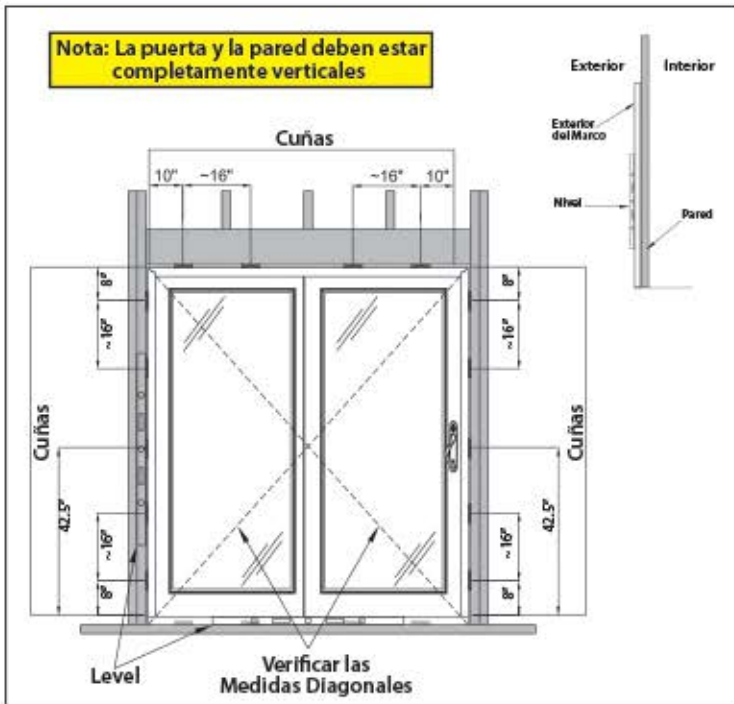 Nota: La puerta y la pared deben estar
completamente verticales
Exterior
Interior
Exterior
del Marco
Nivel
Pared
Cuñas
10"
~16"
~16"
10"
8"
~16"
Cuñas
42.5"
~16"
8"
8"
~16"
Cuñas
42.5"
~16"
8"
Level
Verificar las
Medidas Diagonales